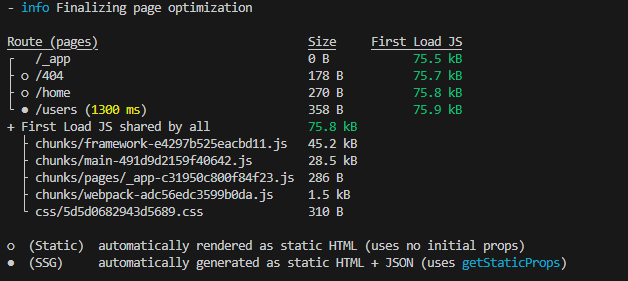 - info Finalizing page optimization
Route (pages) Size First Load JS
┌ /_app 0 B 75.5 kB
├ ○ /404 178 B 75.7 kB
├ ○ /home 270 B 75.8 kB
└ ● /users (1300 ms) 358 B 75.9 kB
+ First Load JS shared by all 75.8 kB
├ chunks/framework-e4297b525eacbd11.js 45.2 kB
├ chunks/main-491d9d2159f40642.js 28.5 kB
├ chunks/pages/_app-c31950c800f84f23.js 286 B
├ chunks/webpack-adc56edc3599b0da.js 1.5 kB
└ css/5d5d0682943d5689.css 310 B
○ (Static) automatically rendered as static HTML (uses no initial props)
● (SSG) automatically generated as static HTML + JSON (uses getStaticProps)